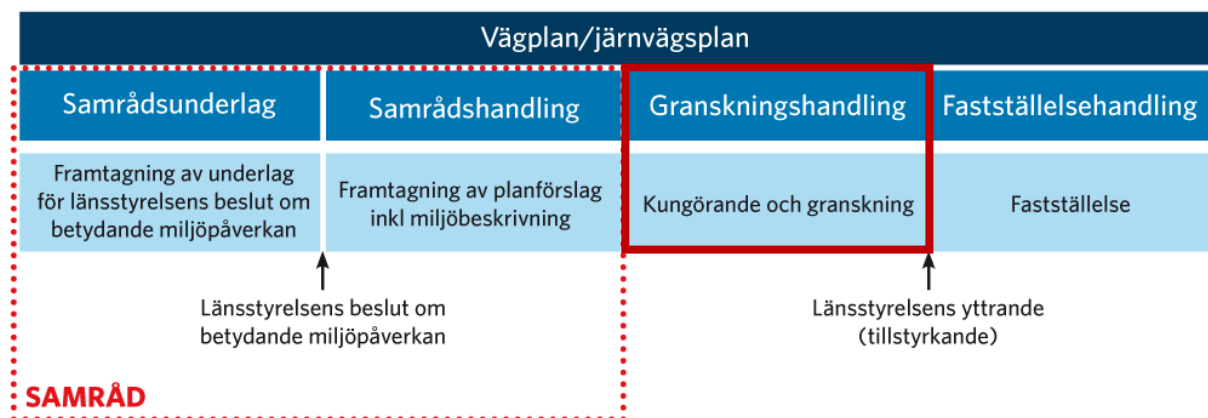 Vägplan/järnvägsplan
Samrådsunderlag
Samrådshandling
Granskningshandling
Fastställelsehandling
Framtagning av underlag
för länsstyrelsens beslut om
betydande miljöpåverkan
Framtagning av planförslag
inkl miljöbeskrivning
Kungörande och granskning
Fastställelse
Länsstyrelsens beslut om
betydande miljöpåverkan
Länsstyrelsens yttrande
(tillstyrkande)
SAMRÅD